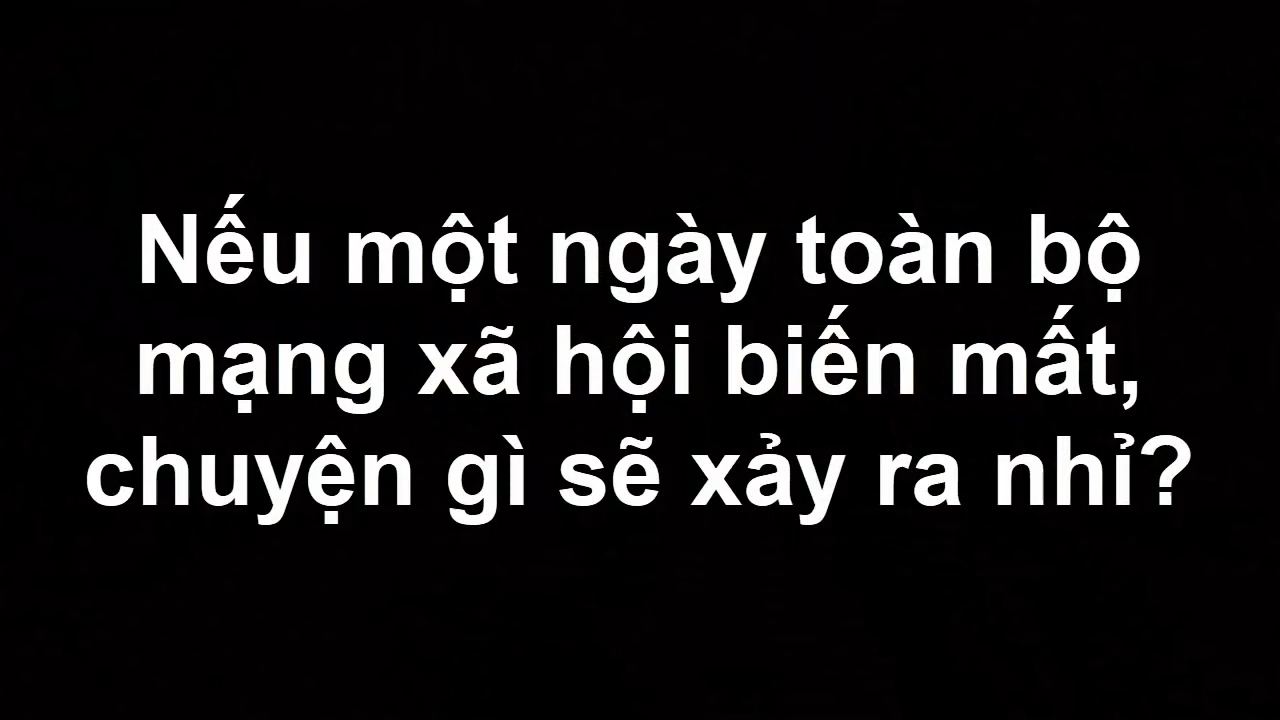 Nếu một ngày toàn bộ
mạng xã hội biến mất,
chuyện gì sẽ xảy ra nhỉ?